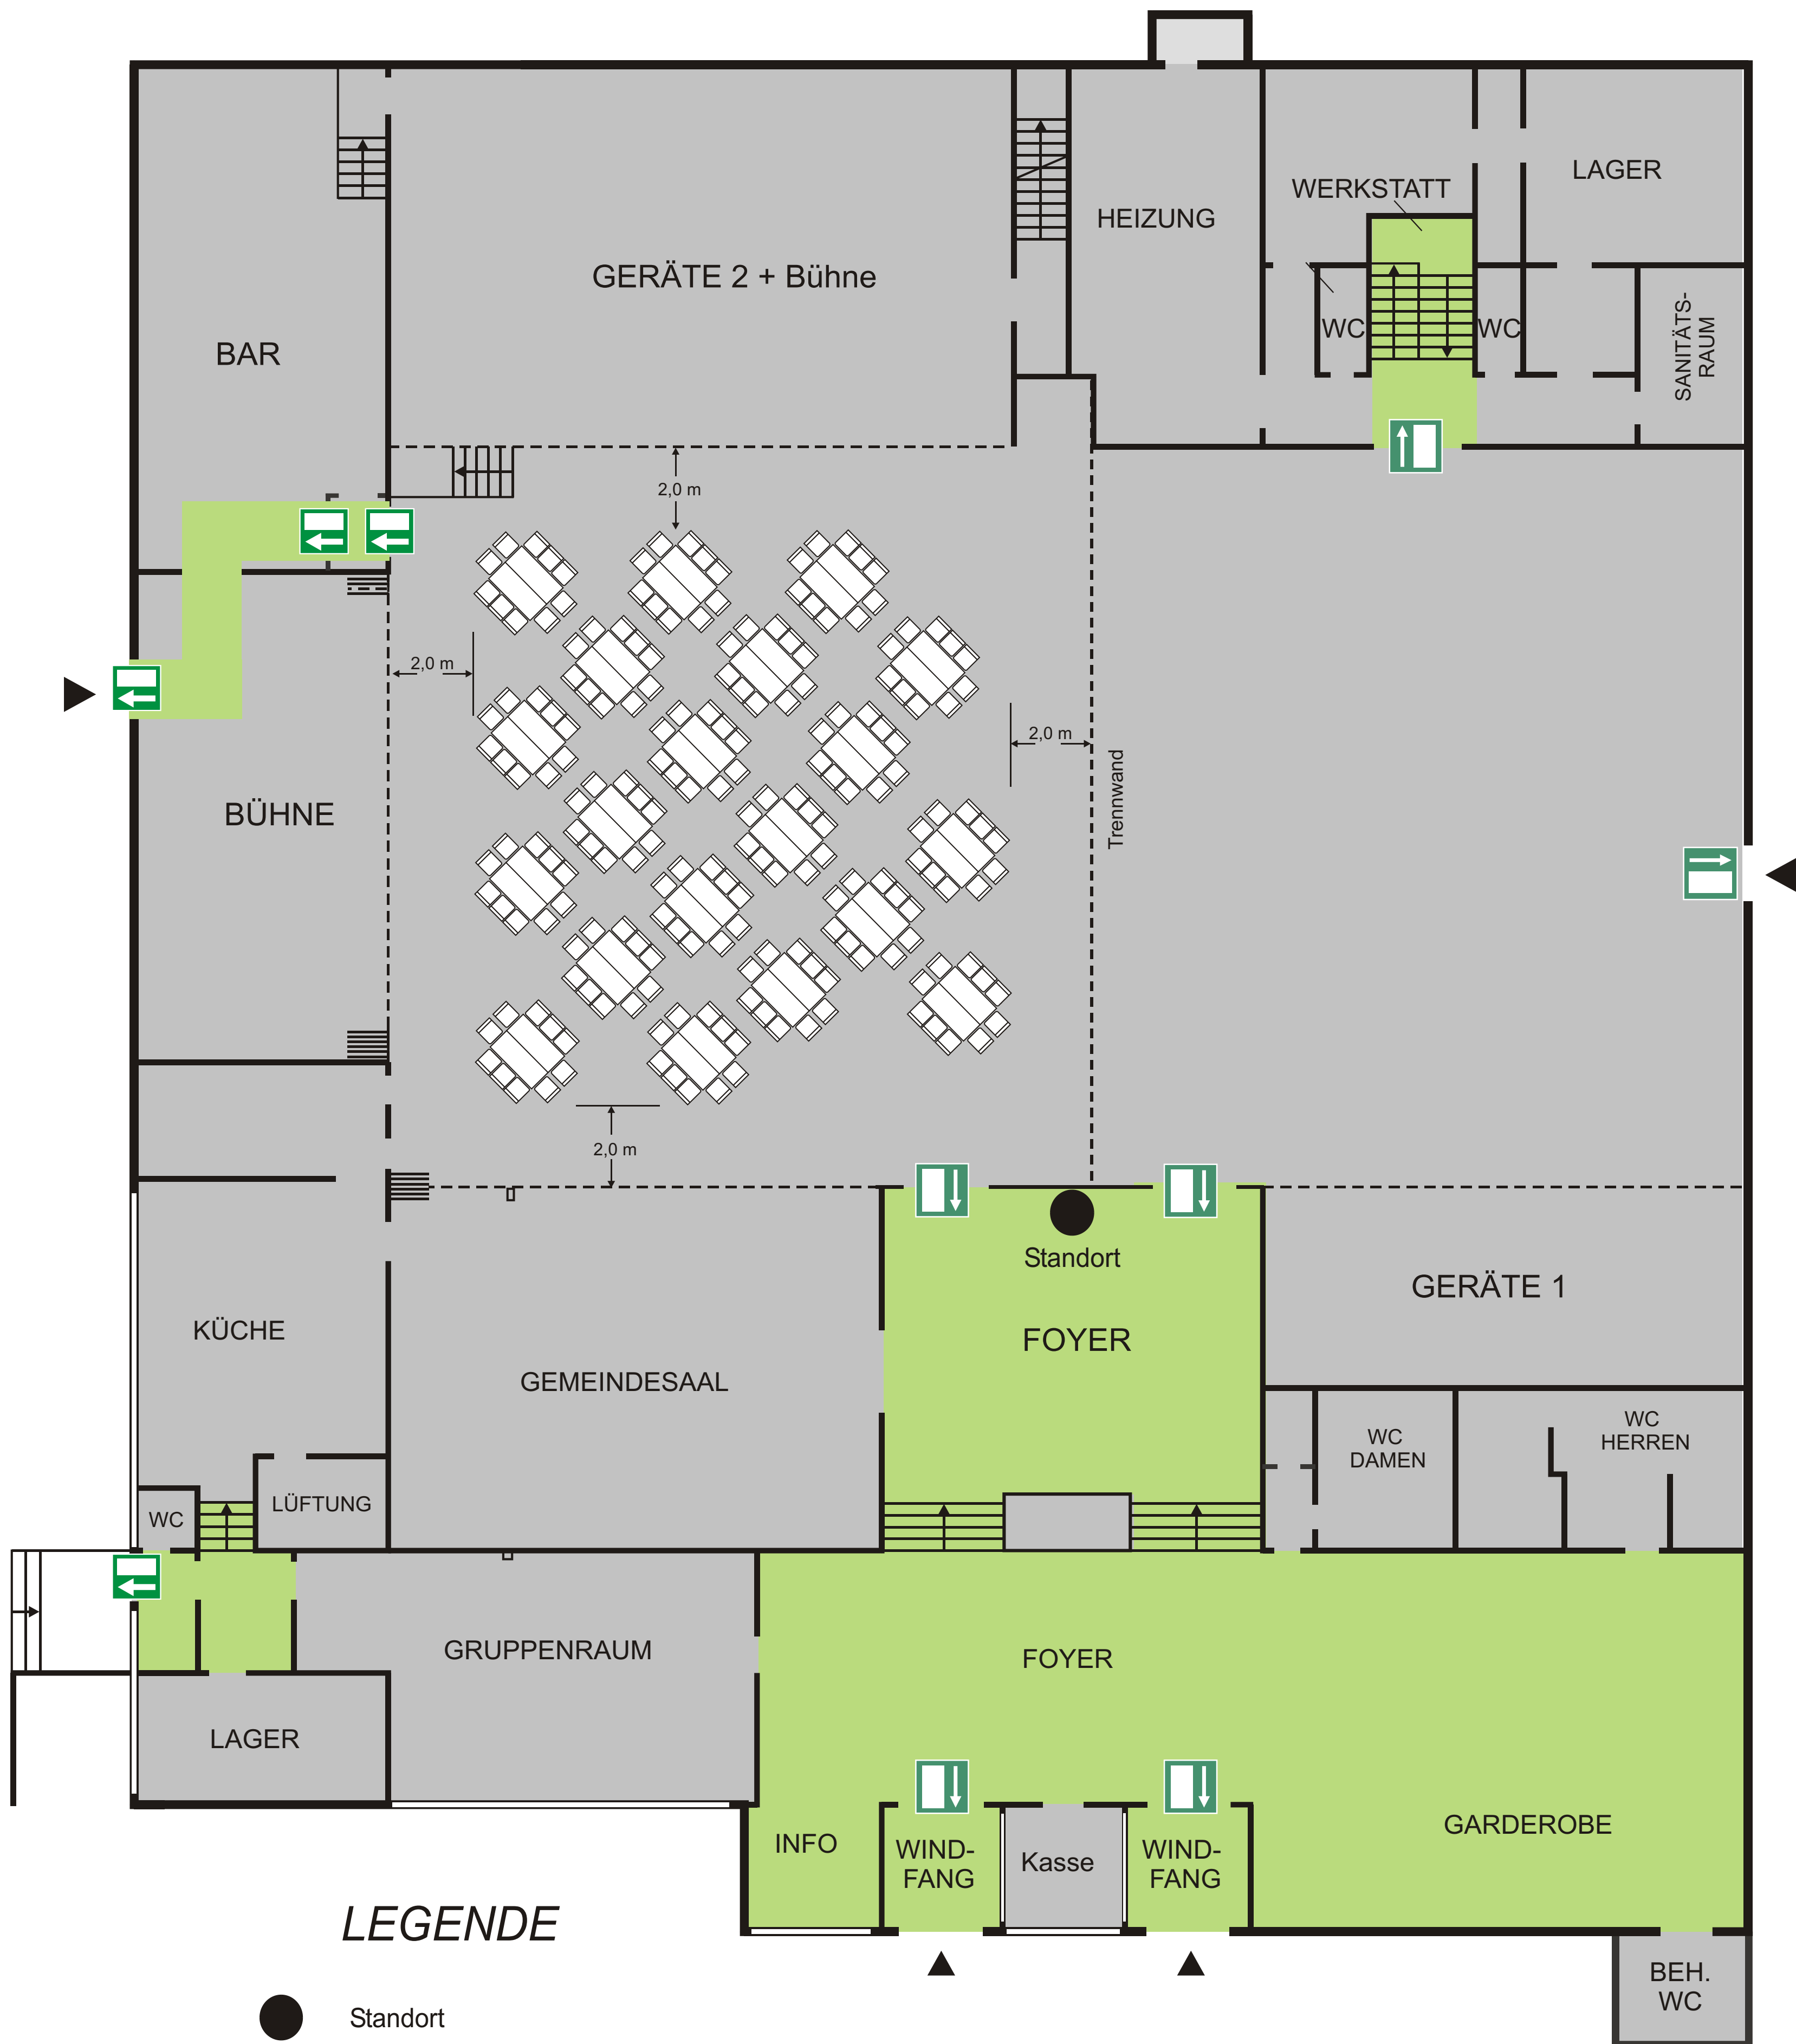 LAGER
WERKSTATT
HEIZUNG
GERÄTE 2 + Bühne
BAR
WC
WC
SANITÄTS-
RAUM
2,0 m
2,0 m
2,0 m
Trennwand
BÜHNE
2,0 m
Standort
GERÄTE 1
KÜCHE
FOYER
GEMEINDESAAL
WC
DAMEN
WC
HERREN
LÜFTUNG
WC
GRUPPENRAUM
FOYER
LAGER
GARDEROBE
INFO
WIND-
FANG
Kasse
WIND-
FANG
LEGENDE
BEH.
WC
Standort